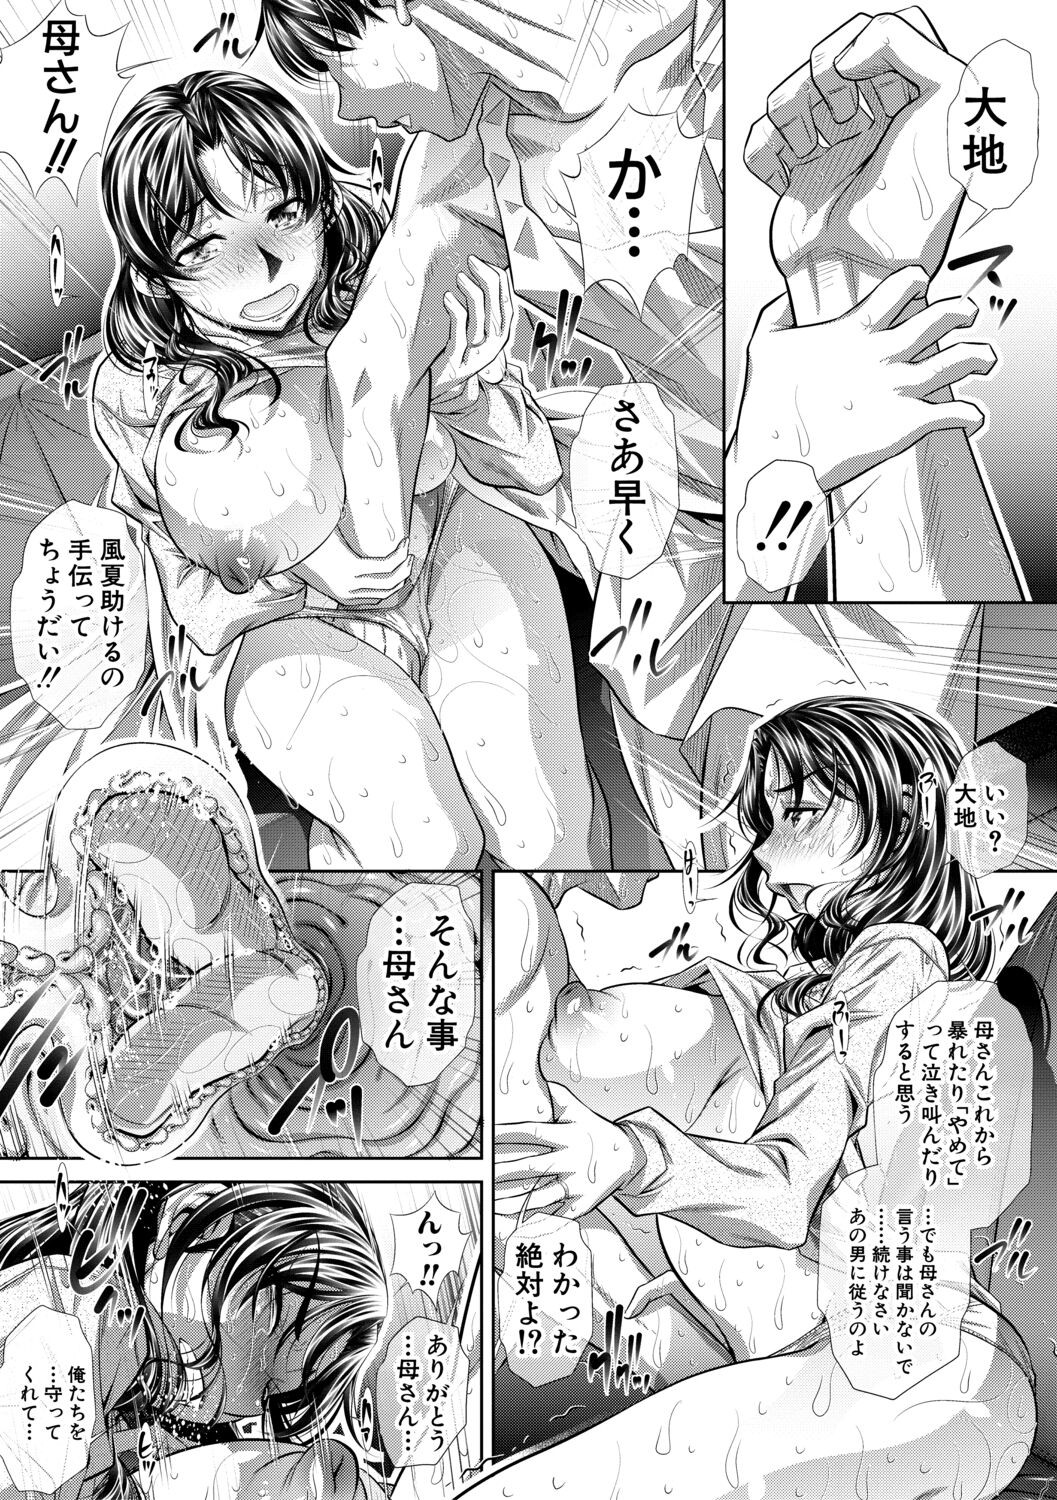 大地
!!
か…
母さん!!
さあ早く
風夏助けるの
手伝って
ちょうだい!!
いい?
大地
母さんこれから
暴れたり「やめて」
って泣き叫んだり
すると思う
…でも母さんの
言う事は聞かないで
……続けなさい
あの男に従うのよ
わかった
絶対よ!?
そんな事
…母さん
んっ!!
ありがとう
…母さん…
俺たちを
…守って
くれて…